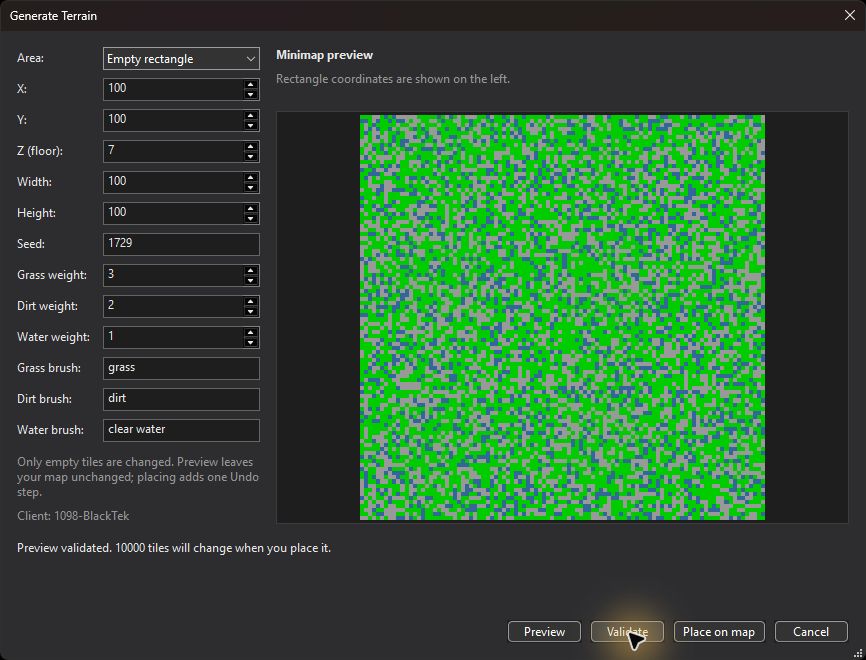 Generate Terrain
Area: Empty rectangle
X: 100
Y: 100
Z (floor): 7
Width: 100
Height: 100
Seed: 1729
Grass weight: 3
Dirt weight: 2
Water weight: 1
Grass brush: grass
Dirt brush: dirt
Water brush: clear water
Only empty tiles are changed. Preview leaves
your map unchanged; placing adds one Undo
step.
Client: 1098-BlackTek
Minimap preview
Rectangle coordinates are shown on the left.
Preview validated. 10000 tiles will change when you place it.
Preview Validate Place on map Cancel